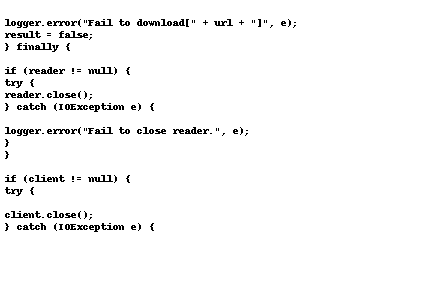 logger.error("Fail to download[" + url + "]", e);
result = false;
} finally {
if (reader != null) {
try {
reader.close();
} catch (IOException e) {
logger.error("Fail to close reader.", e);
}
}
if (client != null) {
try {
client.close();
} catch (IOException e) {